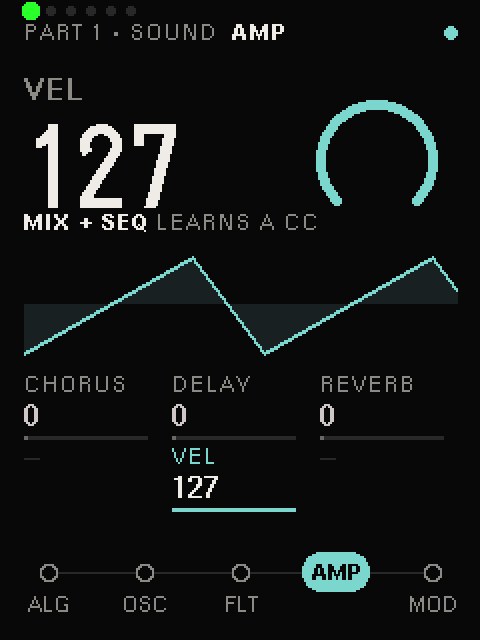 PART 1 · SOUND AMP
VEL
127
MIX + SEQ LEARNS A CC
CHORUS DELAY REVERB
0 0 0
— VEL —
127
ALG OSC FLT AMP MOD